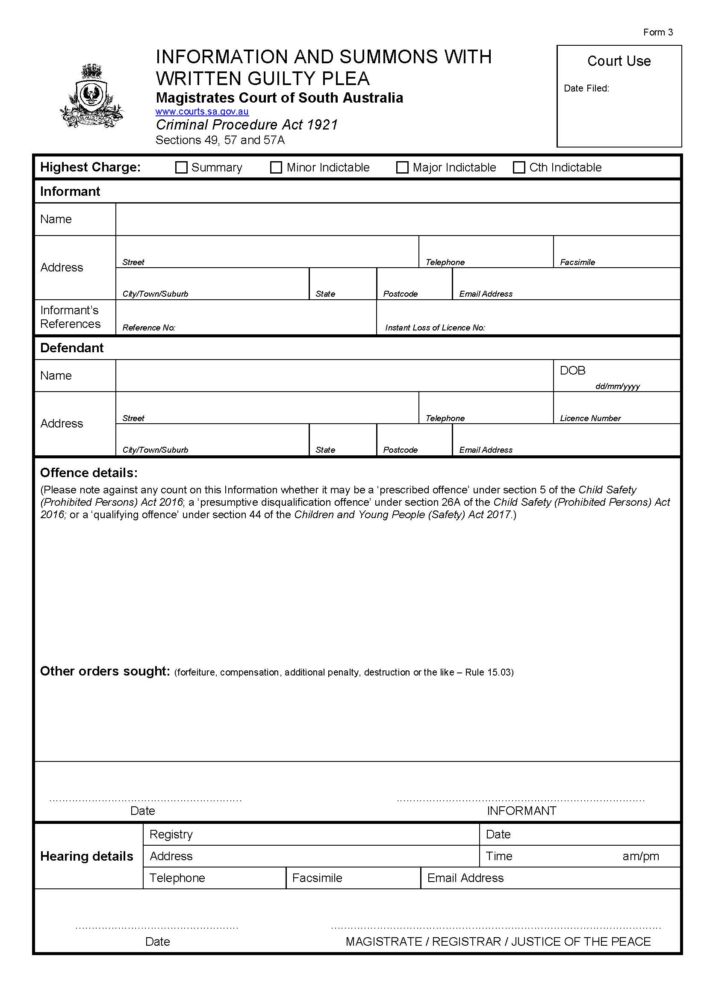 Form 3
INFORMATION AND SUMMONS WITH
WRITTEN GUILTY PLEA
Magistrates Court of South Australia
www.courts.sa.gov.au
Criminal Procedure Act 1921
Sections 49, 57 and 57A
Court Use
Date Filed:
SOUTH AUSTRALIA
Highest Charge: Summary Minor Indictable Major Indictable Cth Indictable
Informant
Name
Address
Street Telephone Facsimile
City/Town/Suburb State Postcode Email Address
Informant’s
References
Reference No: Instant Loss of Licence No:
Defendant
Name
DOB
dd/mm/yyyy
Address
Street Telephone Licence Number
City/Town/Suburb State Postcode Email Address
Offence details:
(Please note against any count on this Information whether it may be a ‘prescribed offence’ under section 5 of the Child Safety
(Prohibited Persons) Act 2016; a ‘presumptive disqualification offence’ under section 26A of the Child Safety (Prohibited Persons) Act
2016; or a ‘qualifying offence’ under section 44 of the Children and Young People (Safety) Act 2017.)
Other orders sought: (forfeiture, compensation, additional penalty, destruction or the like – Rule 15.03)
Date INFORMANT
Hearing details
Registry Date
Address Time am/pm
Telephone Facsimile Email Address
Date MAGISTRATE / REGISTRAR / JUSTICE OF THE PEACE